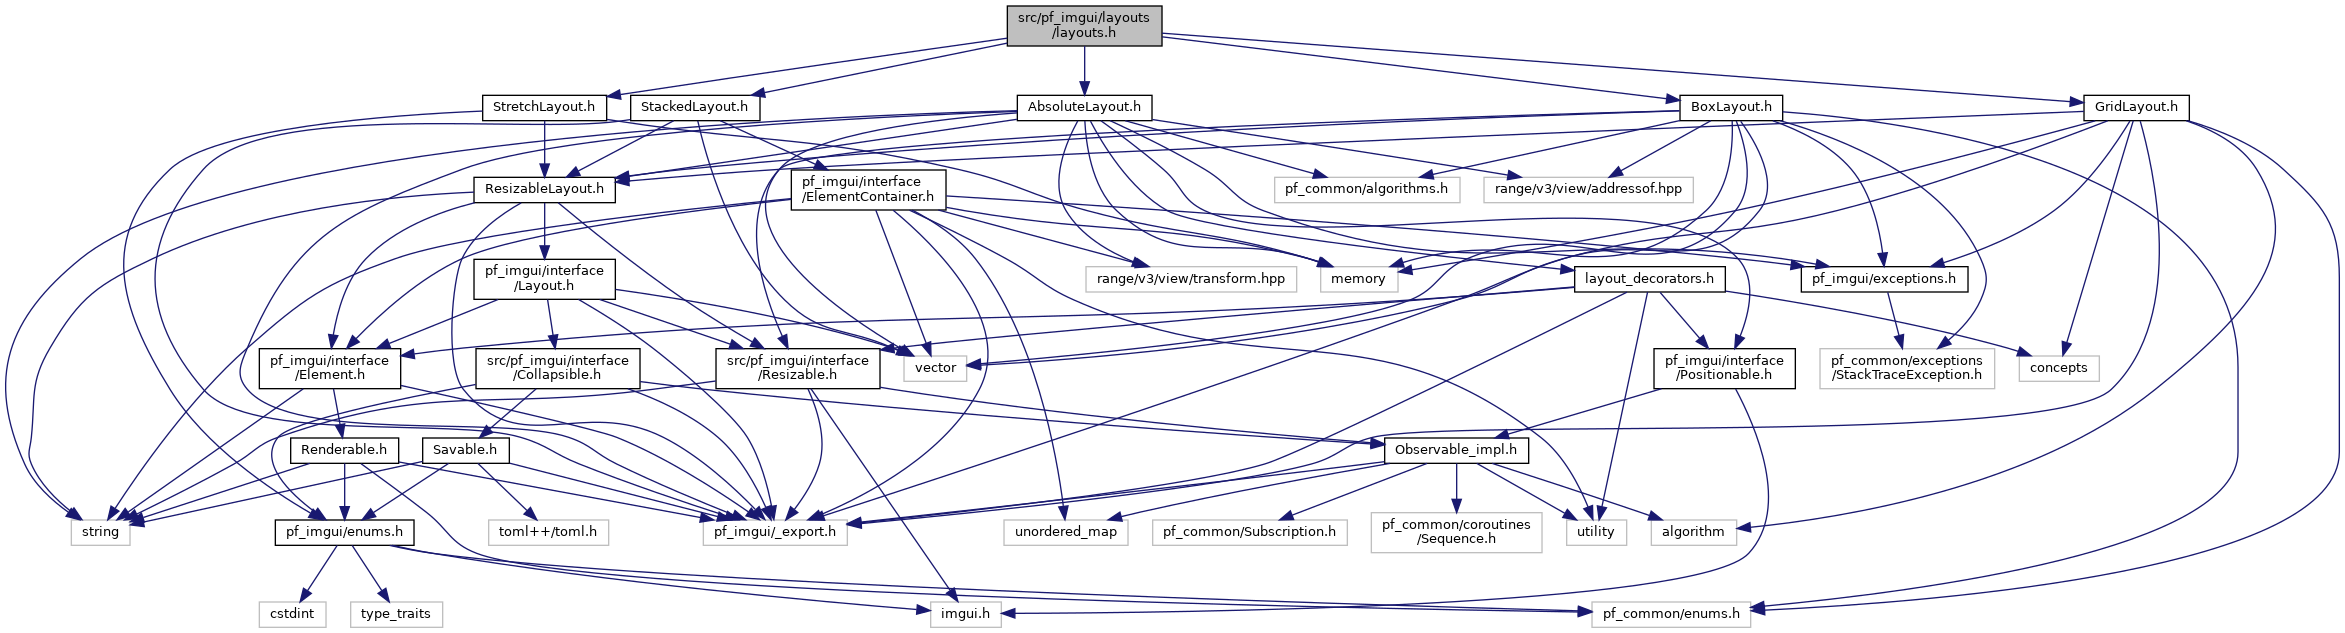 src/pf_imgui/layouts
/layouts.h
StretchLayout.h
StackedLayout.h
AbsoluteLayout.h
BoxLayout.h
GridLayout.h
ResizableLayout.h
pf_imgui/interface
/ElementContainer.h
pf_common/algorithms.h
range/v3/view/addressof.hpp
pf_imgui/interface
/Layout.h
range/v3/view/transform.hpp
memory
layout_decorators.h
pf_imgui/exceptions.h
pf_imgui/interface
/Element.h
src/pf_imgui/interface
/Collapsible.h
src/pf_imgui/interface
/Resizable.h
vector
pf_imgui/interface
/Positionable.h
pf_common/exceptions
/StackTraceException.h
concepts
Renderable.h
Savable.h
Observable_impl.h
string
pf_imgui/enums.h
toml++/toml.h
pf_imgui/_export.h
unordered_map
pf_common/Subscription.h
pf_common/coroutines
/Sequence.h
utility
algorithm
cstdint
type_traits
imgui.h
pf_common/enums.h